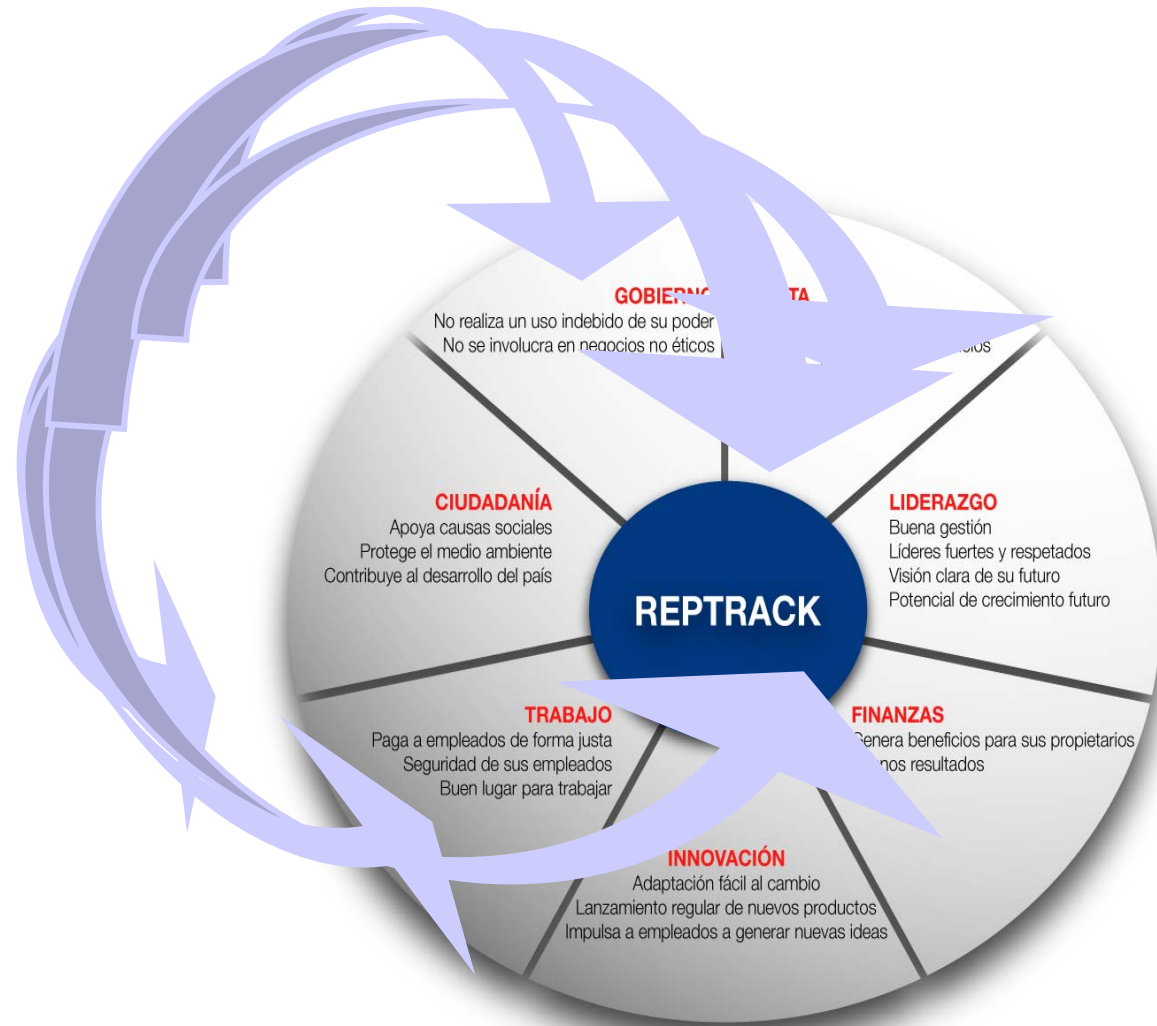 GOBIERNO
No realiza un uso indebido de su poder
No se involucra en negocios no éticos
CIUDADANÍA
Apoya causas sociales
Protege el medio ambiente
Contribuye al desarrollo del país
LIDERAZGO
Buena gestión
Líderes fuertes y respetados
Visión clara de su futuro
Potencial de crecimiento futuro
REPTRACK
TRABAJO
Paga a empleados de forma justa
Seguridad de sus empleados
Buen lugar para trabajar
FINANZAS
Genera beneficios para sus propietarios
resultados
INNOVACIÓN
Adaptación fácil al cambio
Lanzamiento regular de nuevos productos
Impulsa a empleados a generar nuevas ideas